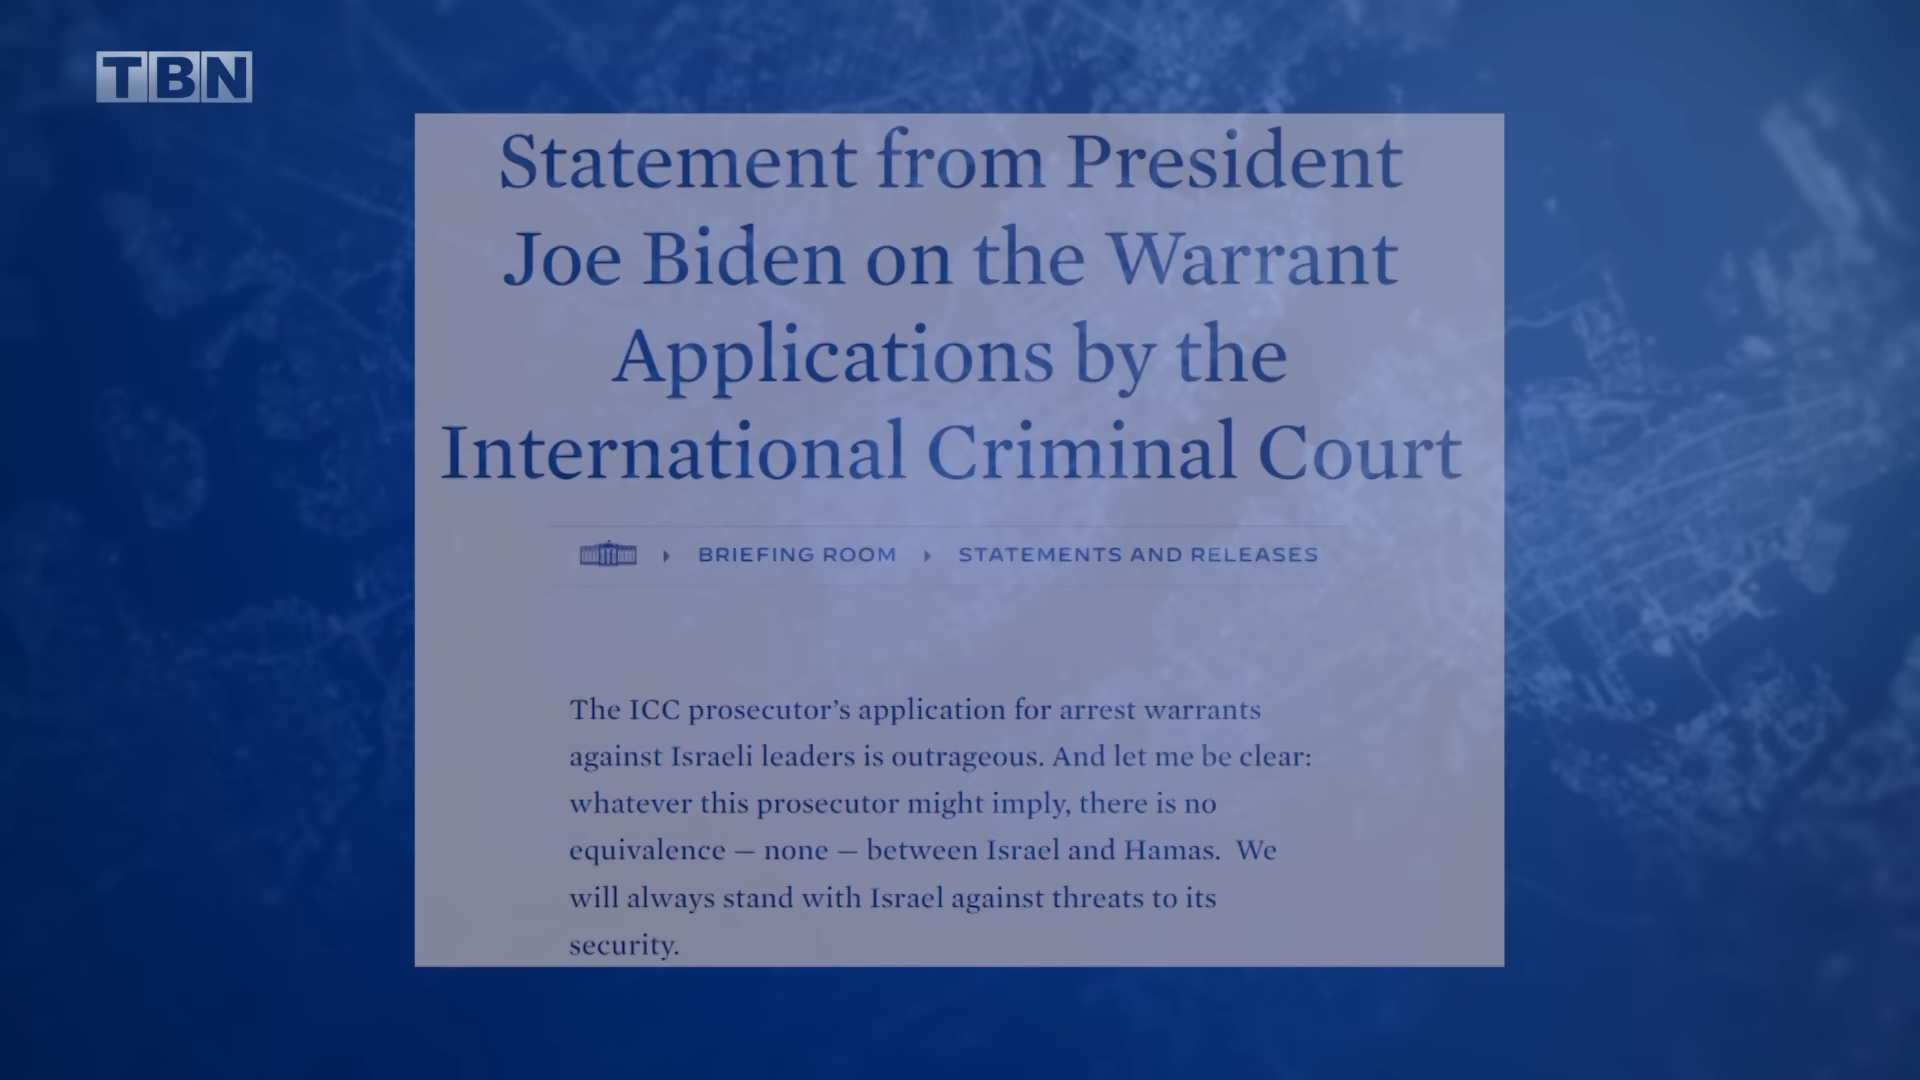 TBN
Statement from President
Joe Biden on the Warrant
Applications by the
International Criminal Court
BRIEFING ROOM STATEMENTS AND RELEASES
The ICC prosecutor’s application for arrest warrants
against Israeli leaders is outrageous. And let me be clear:
whatever this prosecutor might imply, there is no
equivalence — none — between Israel and Hamas.  We
will always stand with Israel against threats to its
security.